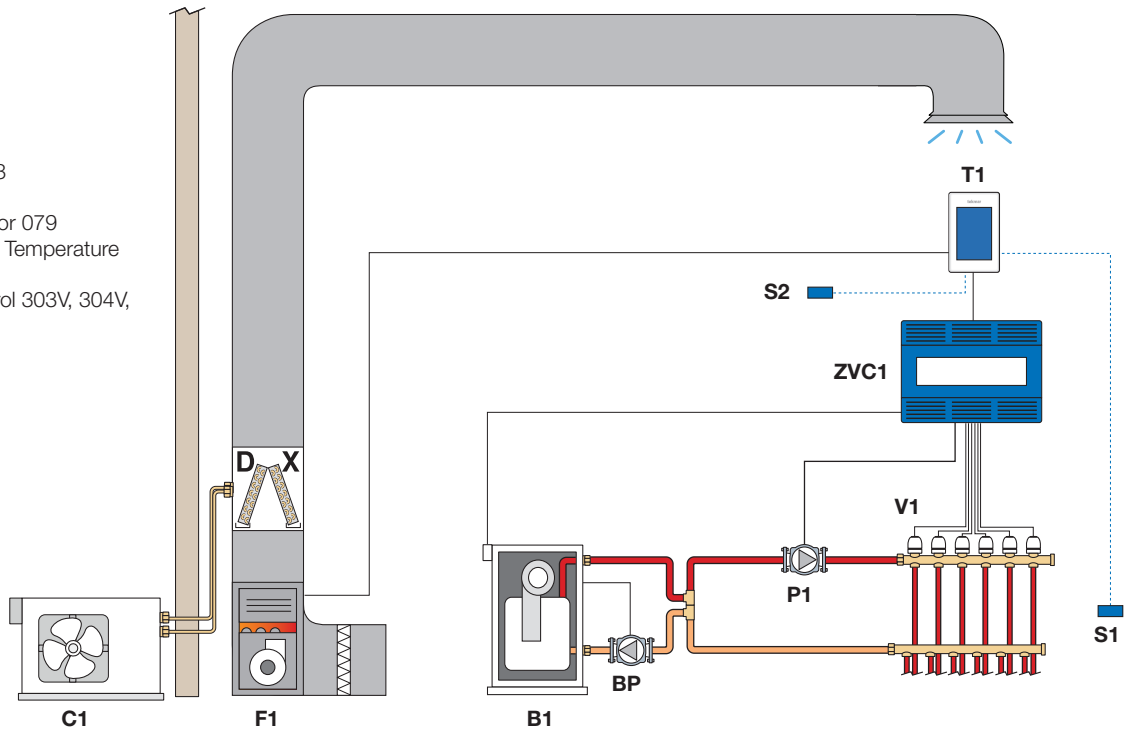 3
or 079
Temperature
ol 303V, 304V,
T1
S2
ZVC1
D X
V1
P1
S1
BP
C1
F1
B1